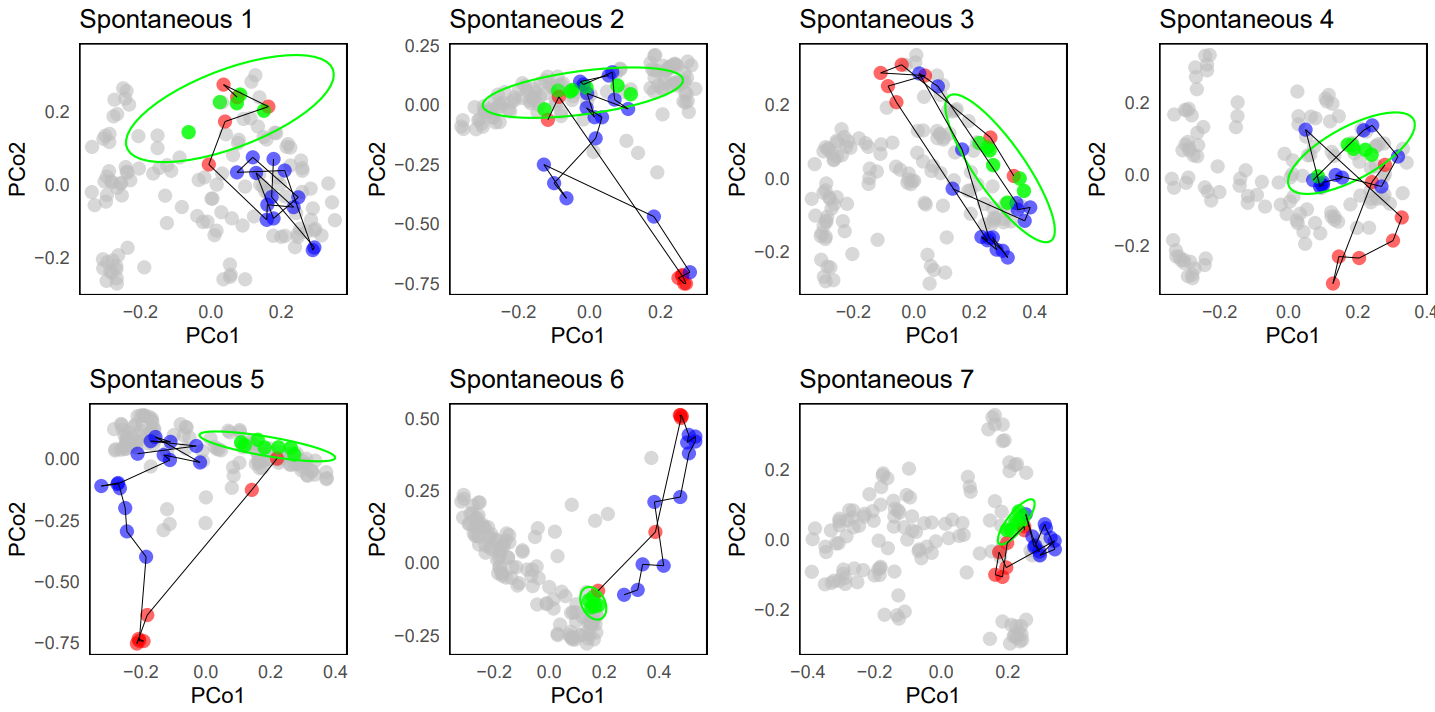 Spontaneous 1
PCo2
0.2
0.0
−0.2
−0.2 0.0 0.2
PCo1
Spontaneous 2
PCo2
0.25
0.00
−0.25
−0.50
−0.75
−0.2 0.0 0.2
PCo1
Spontaneous 3
PCo2
0.2
0.0
−0.2
−0.2 0.0 0.2 0.4
PCo1
Spontaneous 4
PCo2
0.2
0.0
−0.2
−0.2 0.0 0.2 0.4
PCo1
Spontaneous 5
PCo2
0.00
−0.25
−0.50
−0.75
−0.2 0.0 0.2 0.4
PCo1
Spontaneous 6
PCo2
0.50
0.25
0.00
−0.25
−0.2 0.0 0.2 0.4
PCo1
Spontaneous 7
PCo2
0.2
0.0
−0.2
−0.4 −0.2 0.0 0.2
PCo1